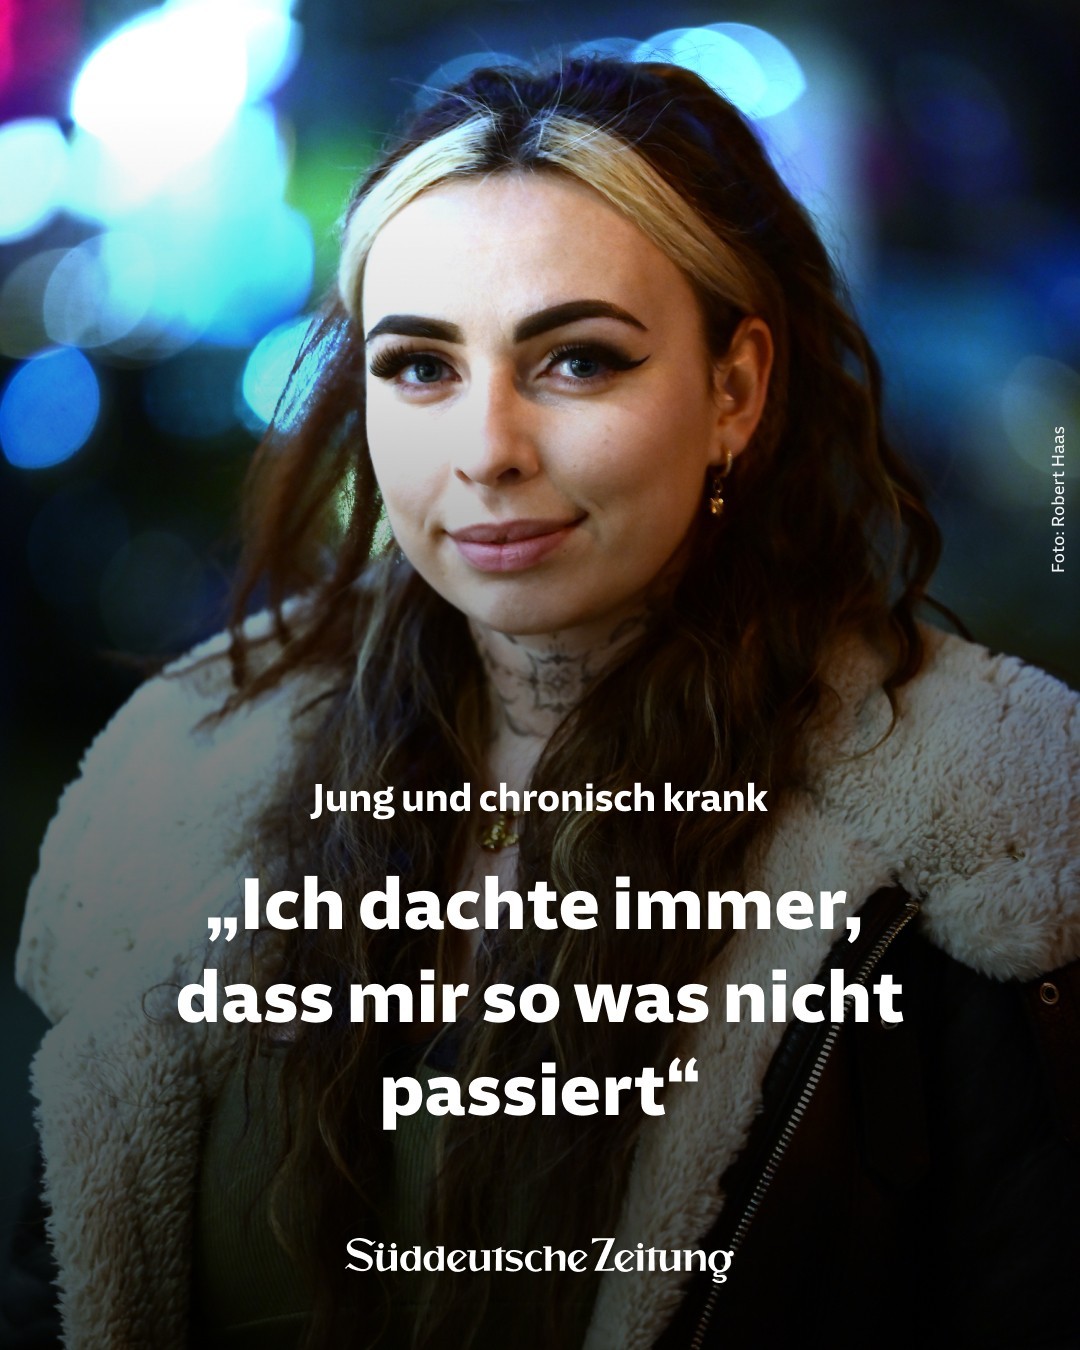 Foto: Robert Haas
Jung und chronisch krank
„Ich dachte immer,
dass mir so was nicht
passiert“
Süddeutsche Zeitung